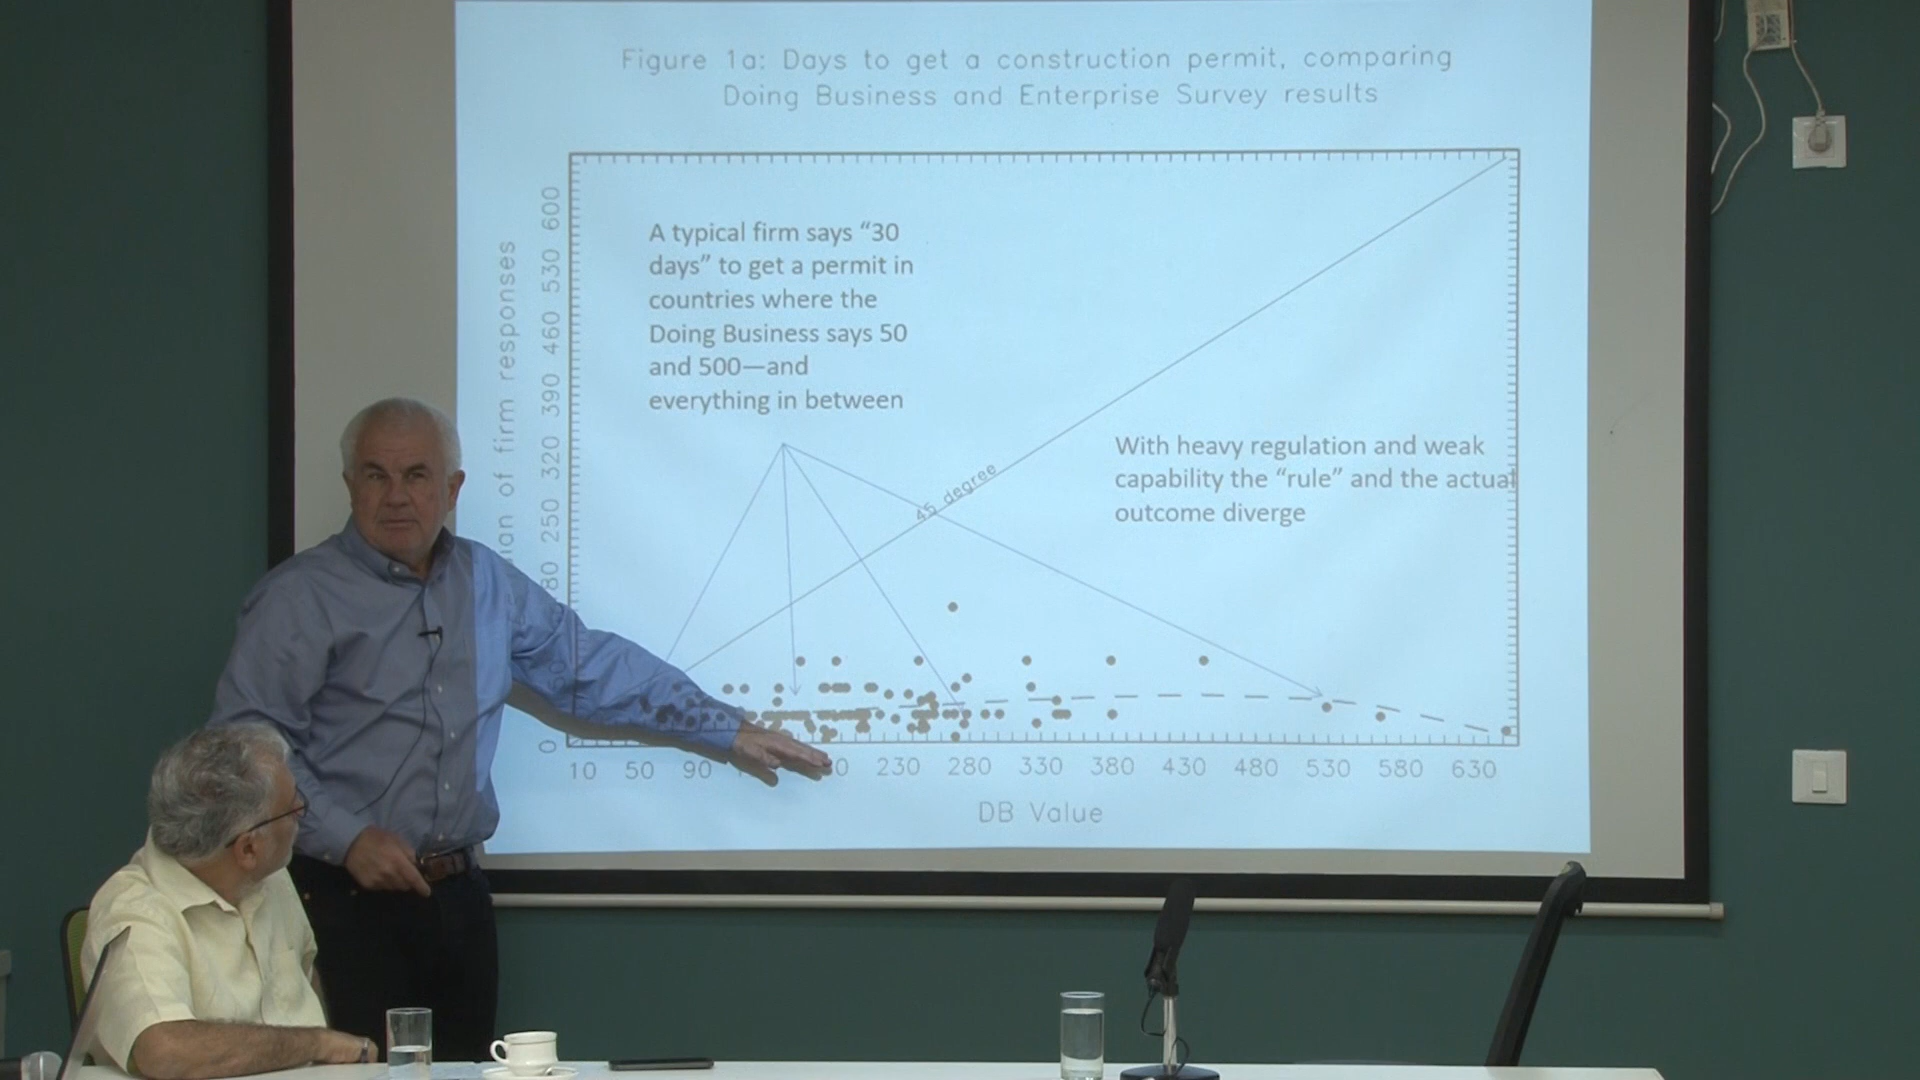 Figure 1a: Days to get a construction permit, comparing
Doing Business and Enterprise Survey results
A typical firm says “30
days” to get a permit in
countries where the
Doing Business says 50
and 500—and
everything in between
With heavy regulation and weak
capability the “rule” and the actual
outcome diverge
45 degree
of firm responses
600
530
460
390
320
250
0
10 50 90 230 280 330 380 430 480 530 580 630
DB Value